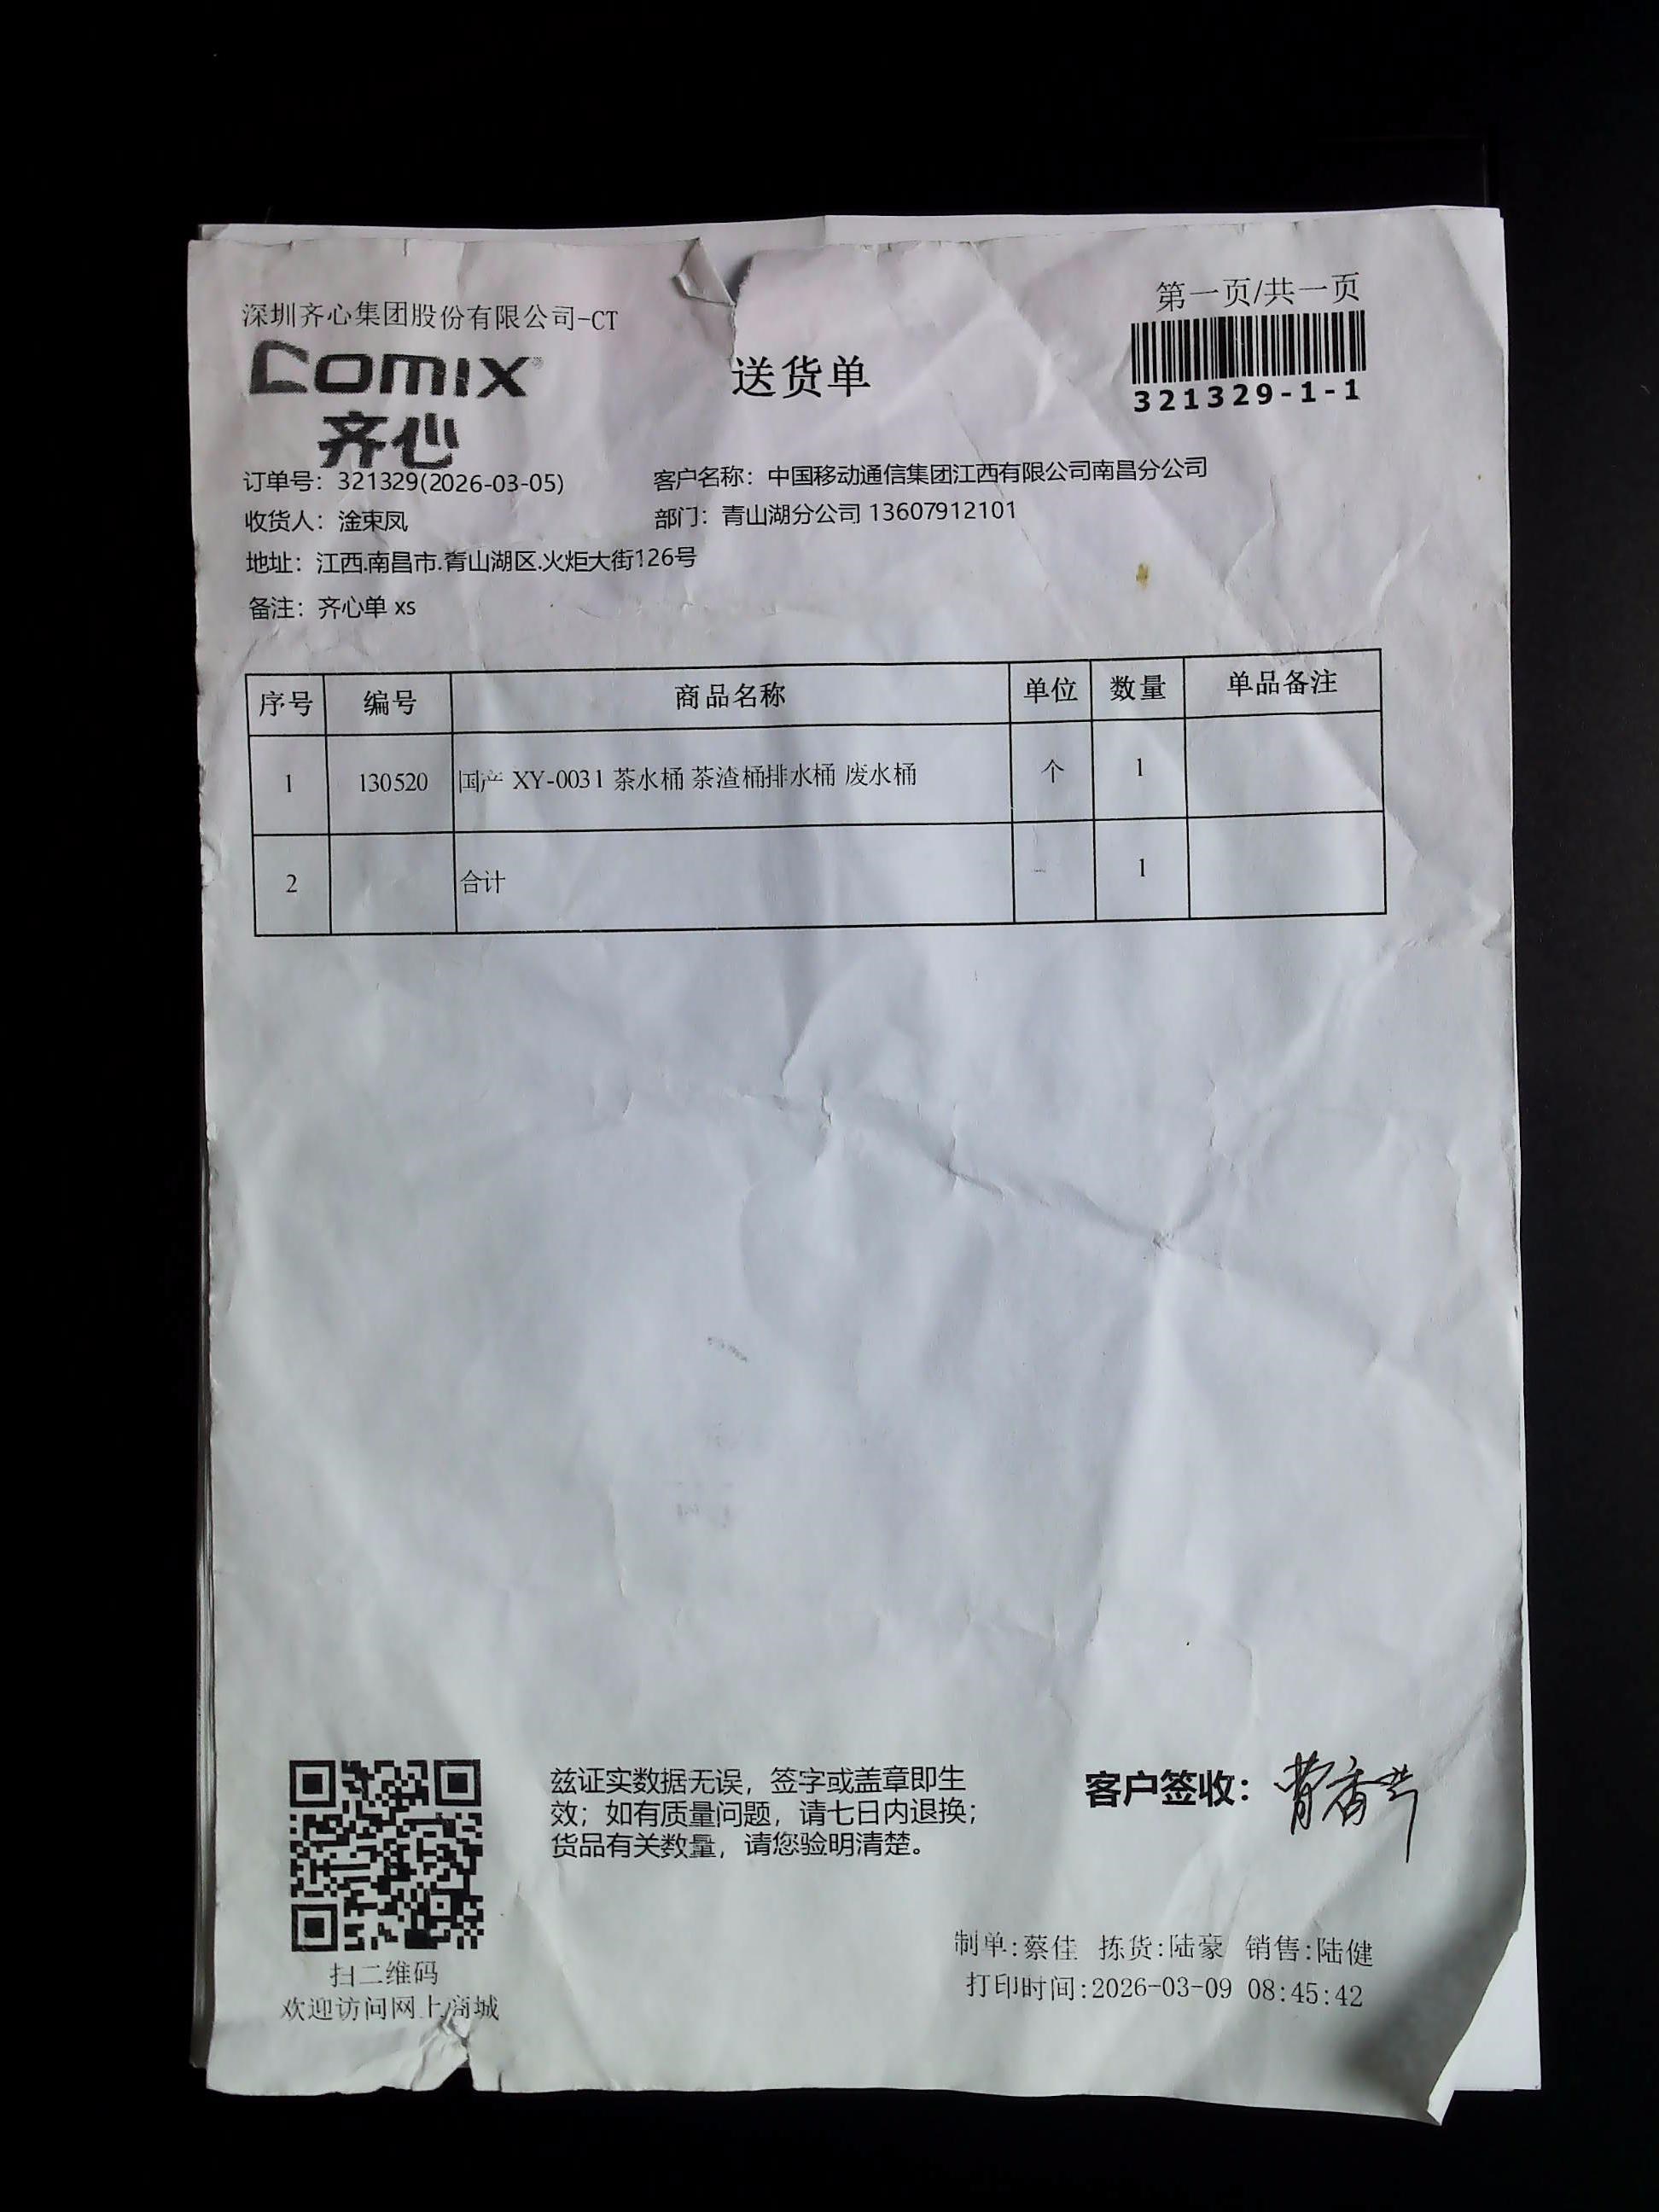 第一页/共一页
深圳齐心集团股份有限公司-CT
COMIX
齐心
送货单
321329-1-1
订单号：321329(2026-03-05)
客户名称：中国移动通信集团江西有限公司南昌分公司
收货人：淦束凤
部门：青山湖分公司 13607912101
地址：江西.南昌市.青山湖区.火炬大街126号
备注：齐心单 xs
序号 编号 商品名称 单位 数量 单品备注
1 130520 国产 XY-0031 茶水桶 茶渣桶排水桶 废水桶 个 1
2 合计 1
兹证实数据无误，签字或盖章即生
效；如有质量问题，请七日内退换；
货品有关数量，请您验明清楚。
客户签收：
扫二维码
欢迎访问网上商城
制单:蔡佳 拣货:陆豪 销售:陆健
打印时间:2026-03-09 08:45:42